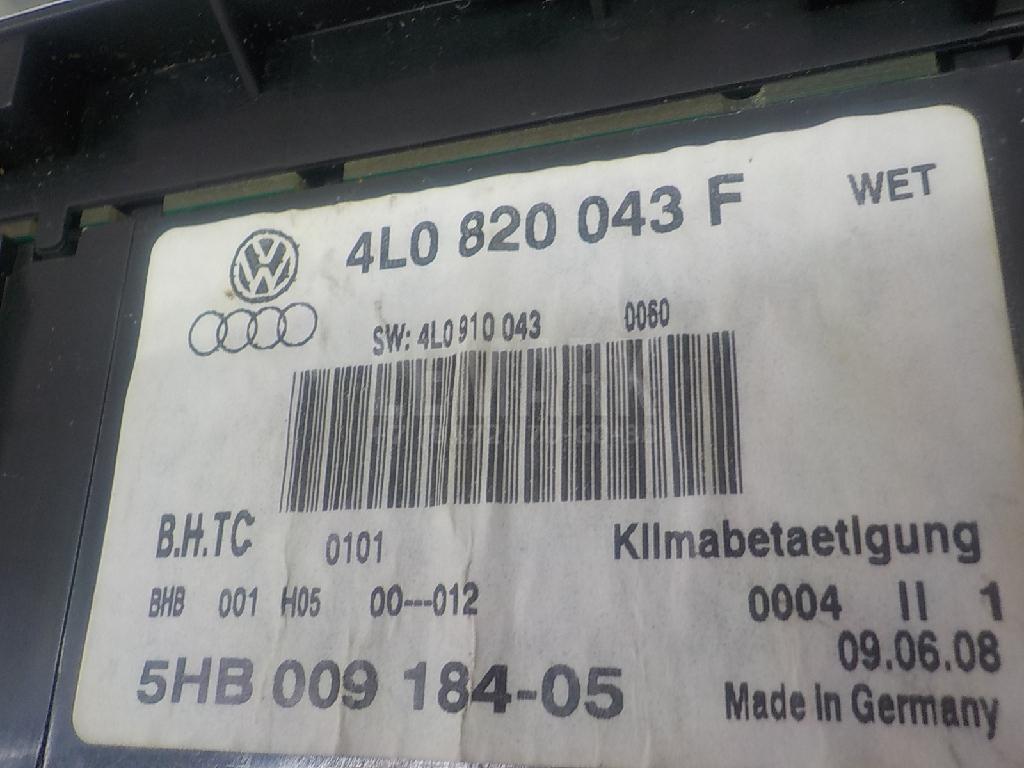 4L0 820 043 F WET
SW: 4L0 910 043 0060
B.H.TC 0101 Klimabetaetigung
BHB 001 H05 00---012 0004 II 1
09.06.08
5HB 009 184-05 Made in Germany